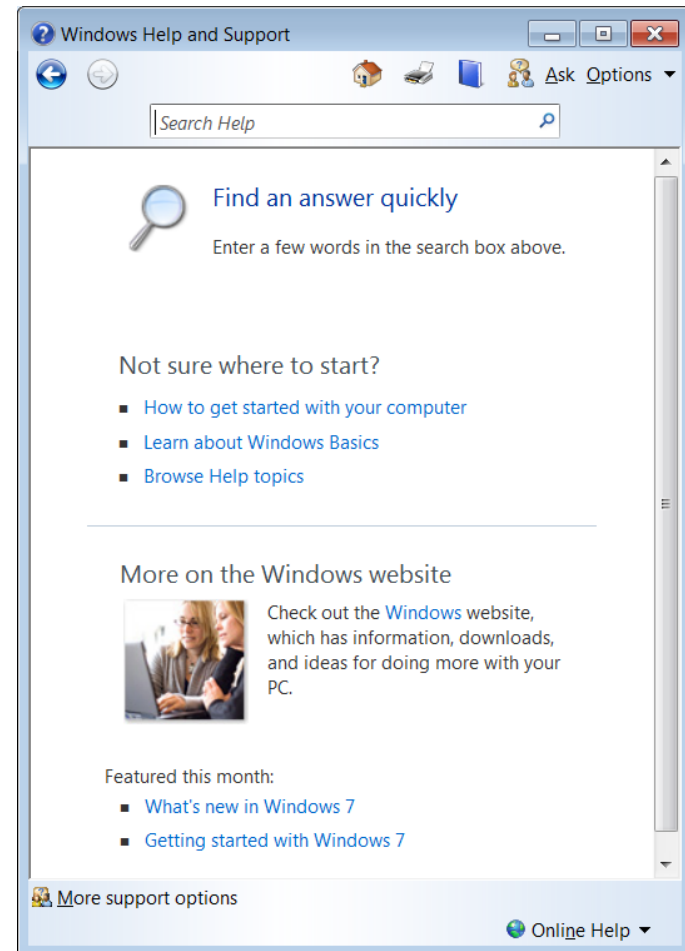 Windows Help and Support
Ask Options
Search Help
Find an answer quickly
Enter a few words in the search box above.
Not sure where to start?
How to get started with your computer
Learn about Windows Basics
Browse Help topics
More on the Windows website
Check out the Windows website,
which has information, downloads,
and ideas for doing more with your
PC.
Featured this month:
What's new in Windows 7
Getting started with Windows 7
More support options
Online Help